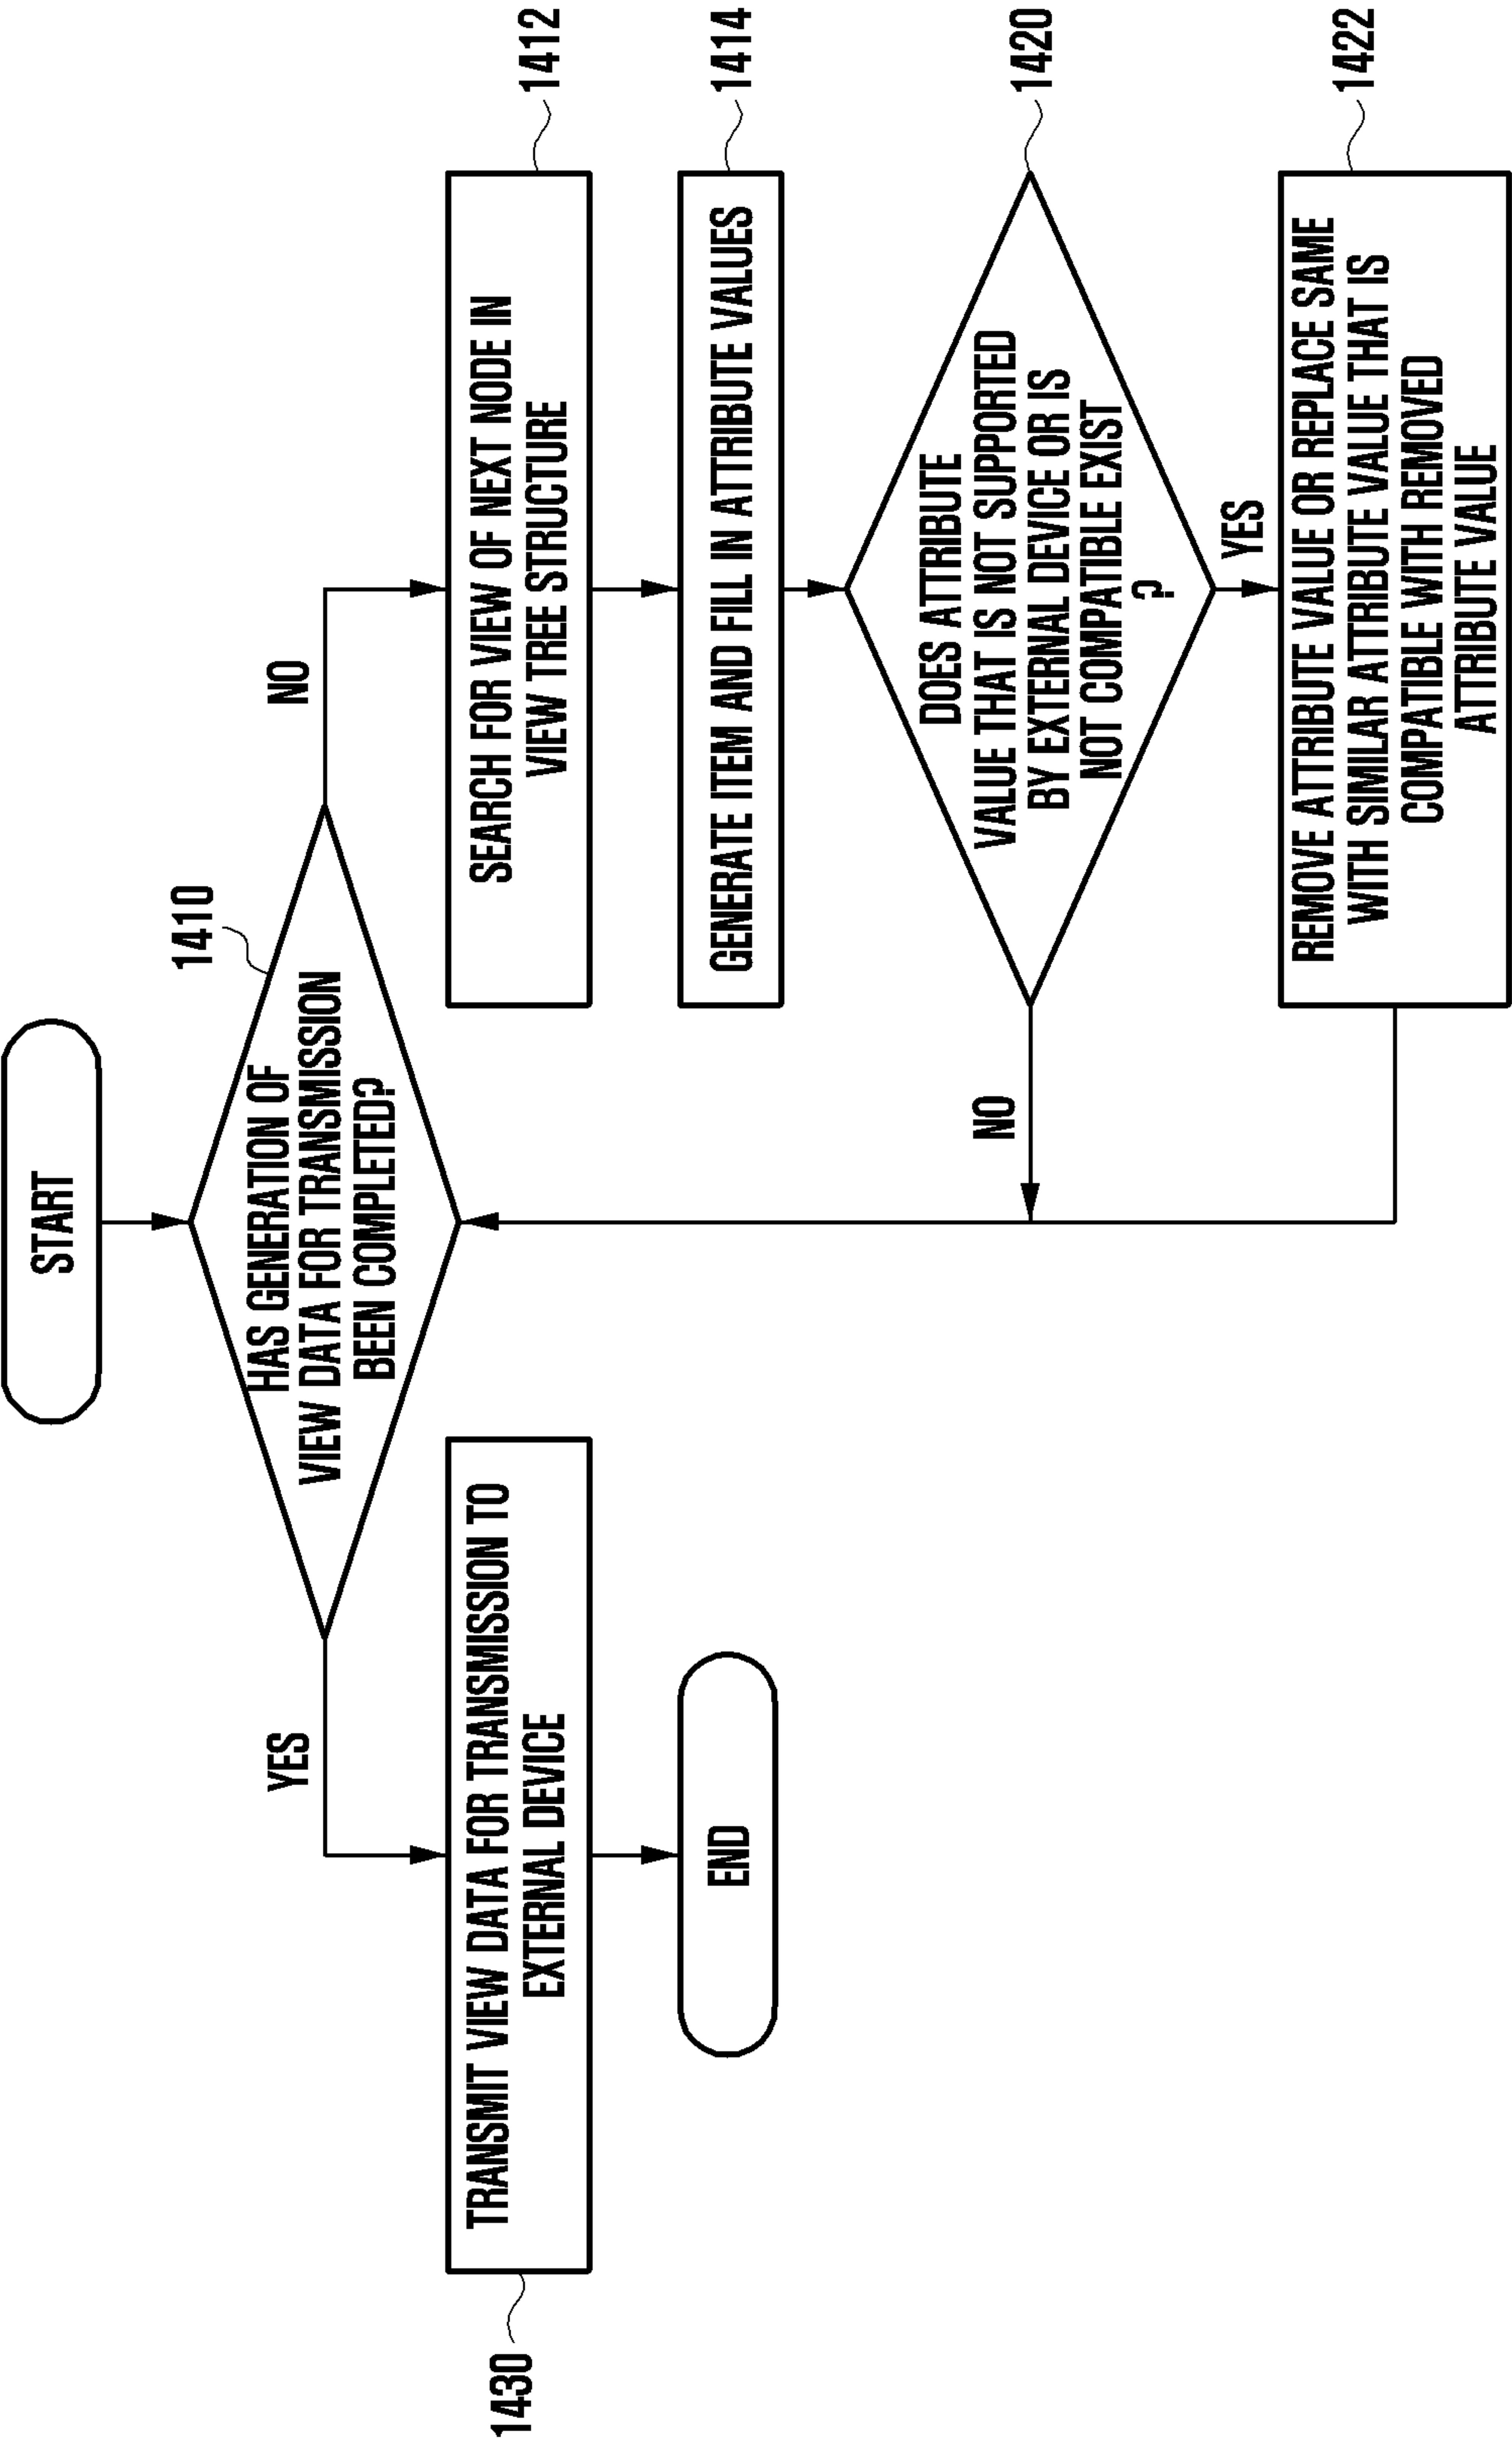 START
1410
HAS GENERATION OF
VIEW DATA FOR TRANSMISSION
BEEN COMPLETED?
YES
NO
1430
TRANSMIT VIEW DATA FOR TRANSMISSION TO
EXTERNAL DEVICE
END
1412
SEARCH FOR VIEW OF NEXT NODE IN
VIEW TREE STRUCTURE
1414
GENERATE ITEM AND FILL IN ATTRIBUTE VALUES
1420
DOES ATTRIBUTE
VALUE THAT IS NOT SUPPORTED
BY EXTERNAL DEVICE OR IS
NOT COMPATIBLE EXIST
?
NO
YES
1422
REMOVE ATTRIBUTE VALUE OR REPLACE SAME
WITH SIMILAR ATTRIBUTE VALUE THAT IS
COMPATIBLE WITH REMOVED
ATTRIBUTE VALUE